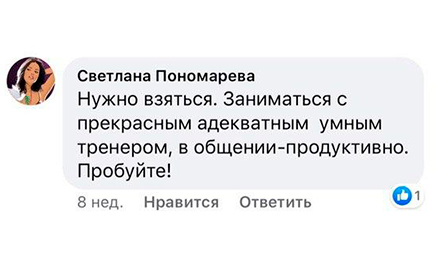 Светлана Пономарева
Нужно взяться. Заниматься с
прекрасным адекватным  умным
тренером, в общении-продуктивно.
Пробуйте!
8 нед. Нравится Ответить 1